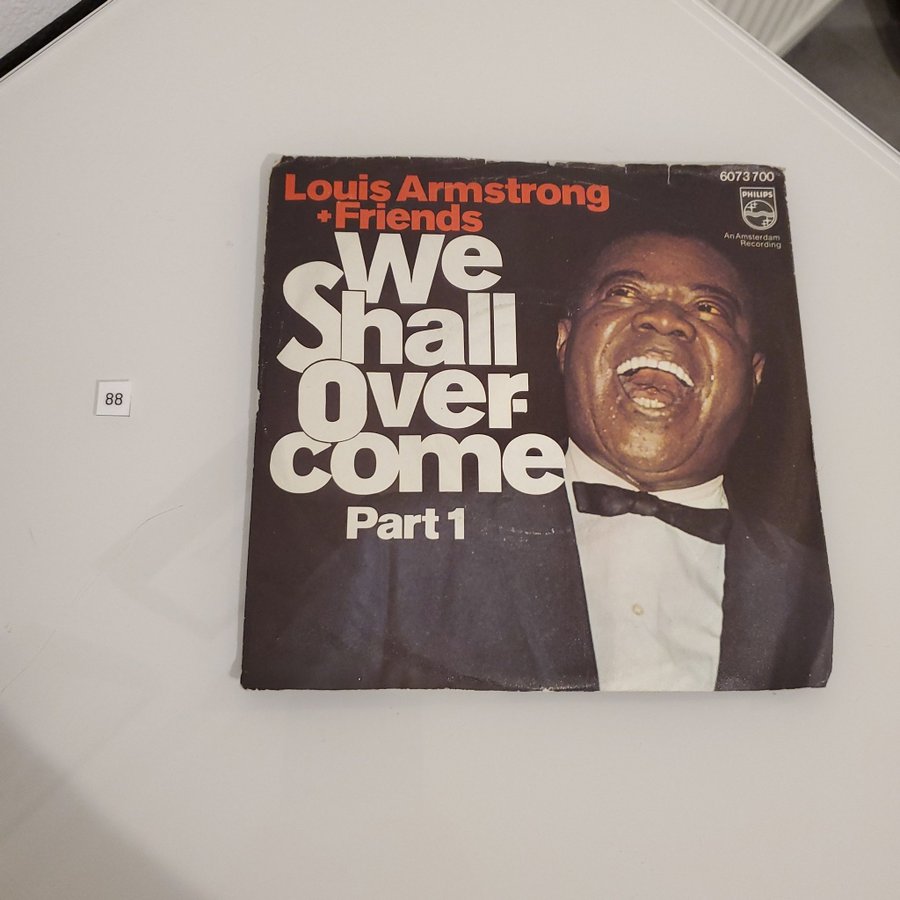 88
Louis Armstrong
+Friends
We
Shall
Over-
come
Part 1
6073 700
PHILIPS
An Amsterdam
Recording